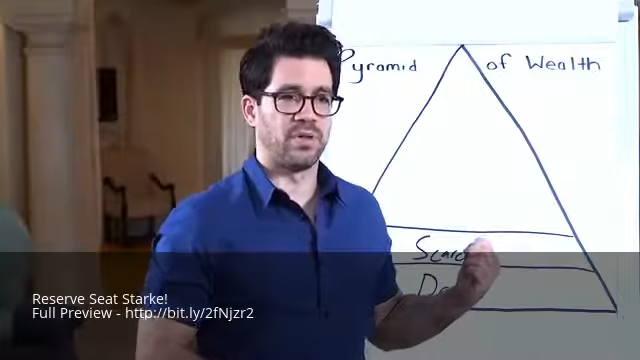 Pyramid of Wealth
Reserve Seat Starke!
Full Preview - http://bit.ly/2fNjzr2